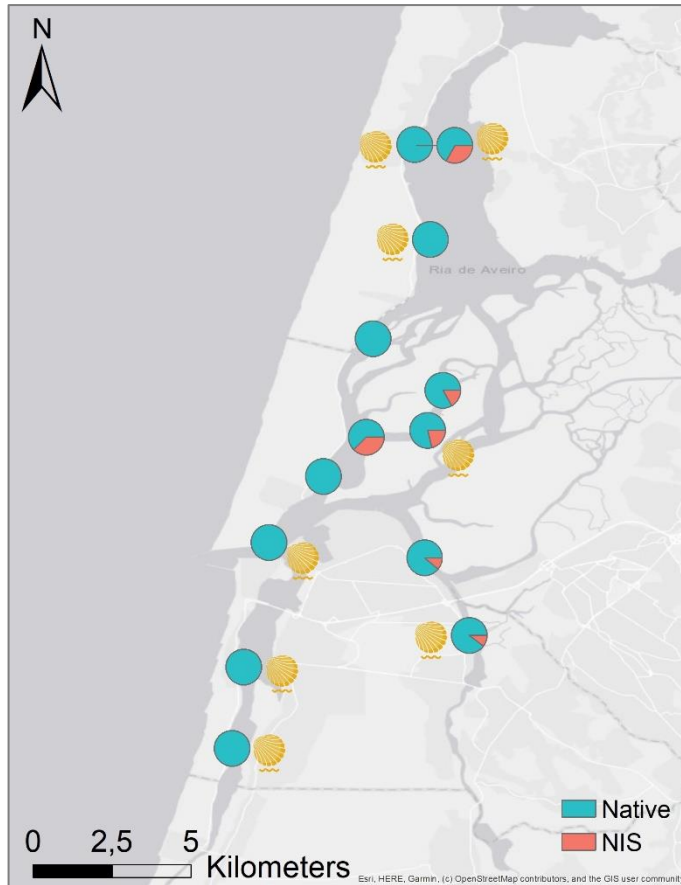 N
Ria de Aveiro
Native
NIS
0 2,5 5
Kilometers
Esri, HERE, Garmin, (c) OpenStreetMap contributors, and the GIS user community